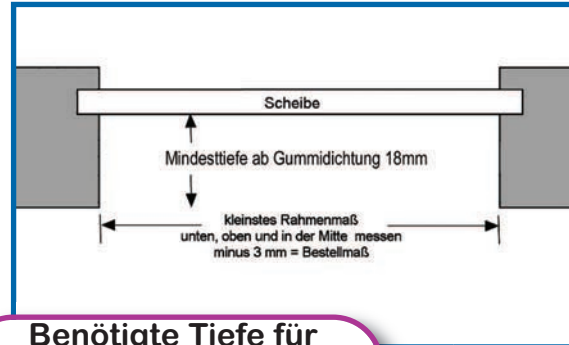 Scheibe
Mindesttiefe ab Gummidichtung 18mm
kleinstes Rahmenmaß
unten, oben und in der Mitte messen
minus 3 mm = Bestellmaß
Benötigte Tiefe für